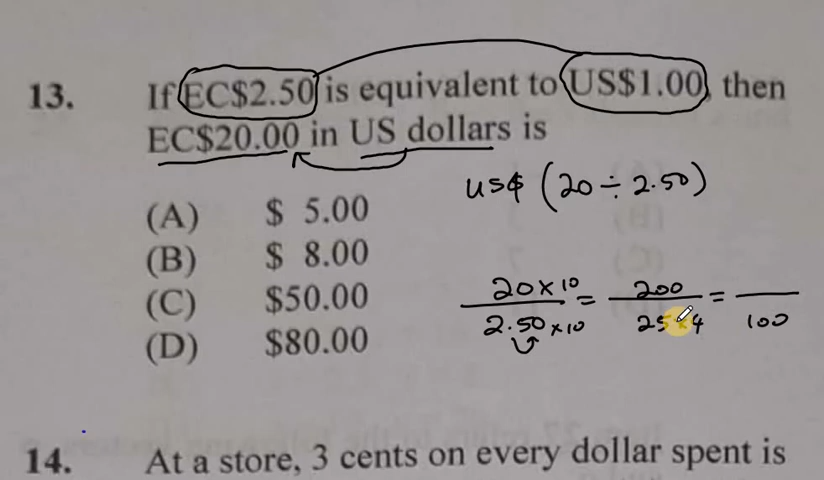 13. If EC$2.50 is equivalent to US$1.00, then
EC$20.00 in US dollars is
US$ (20 ÷ 2.50)
(A) $ 5.00
(B) $ 8.00
(C) $50.00
(D) $80.00
20 × 10 / 2.50 × 10 = 200 / 25 × 4 = / 100
14. At a store, 3 cents on every dollar spent is